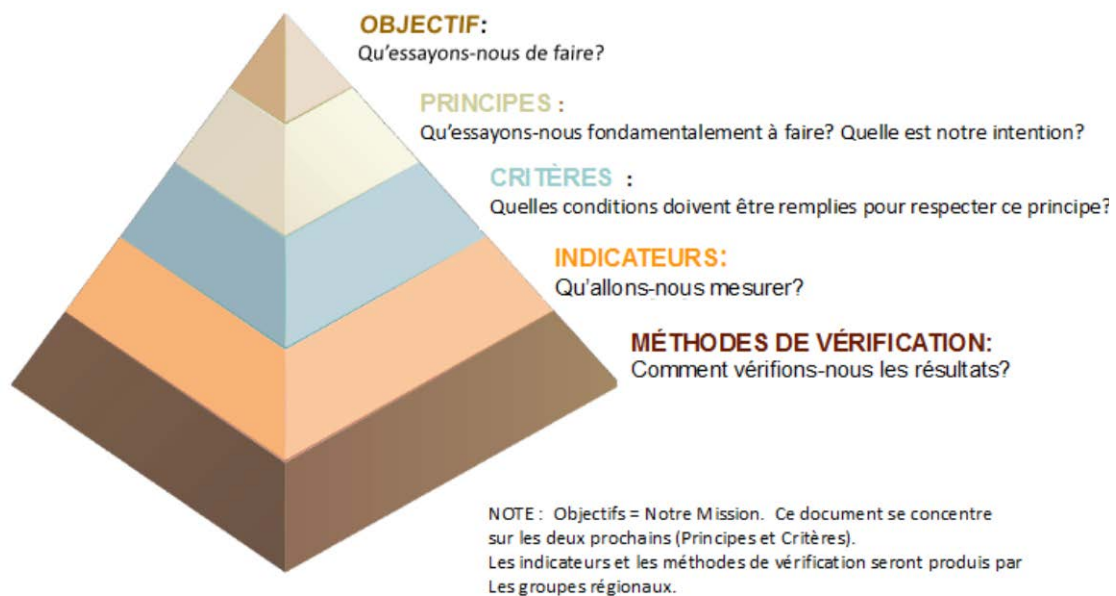 OBJECTIF:
Qu'essayons-nous de faire?
PRINCIPES :
Qu'essayons-nous fondamentalement à faire? Quelle est notre intention?
CRITÈRES :
Quelles conditions doivent être remplies pour respecter ce principe?
INDICATEURS:
Qu'allons-nous mesurer?
MÉTHODES DE VÉRIFICATION:
Comment vérifions-nous les résultats?
NOTE : Objectifs = Notre Mission. Ce document se concentre
sur les deux prochains (Principes et Critères).
Les indicateurs et les méthodes de vérification seront produis par
Les groupes régionaux.